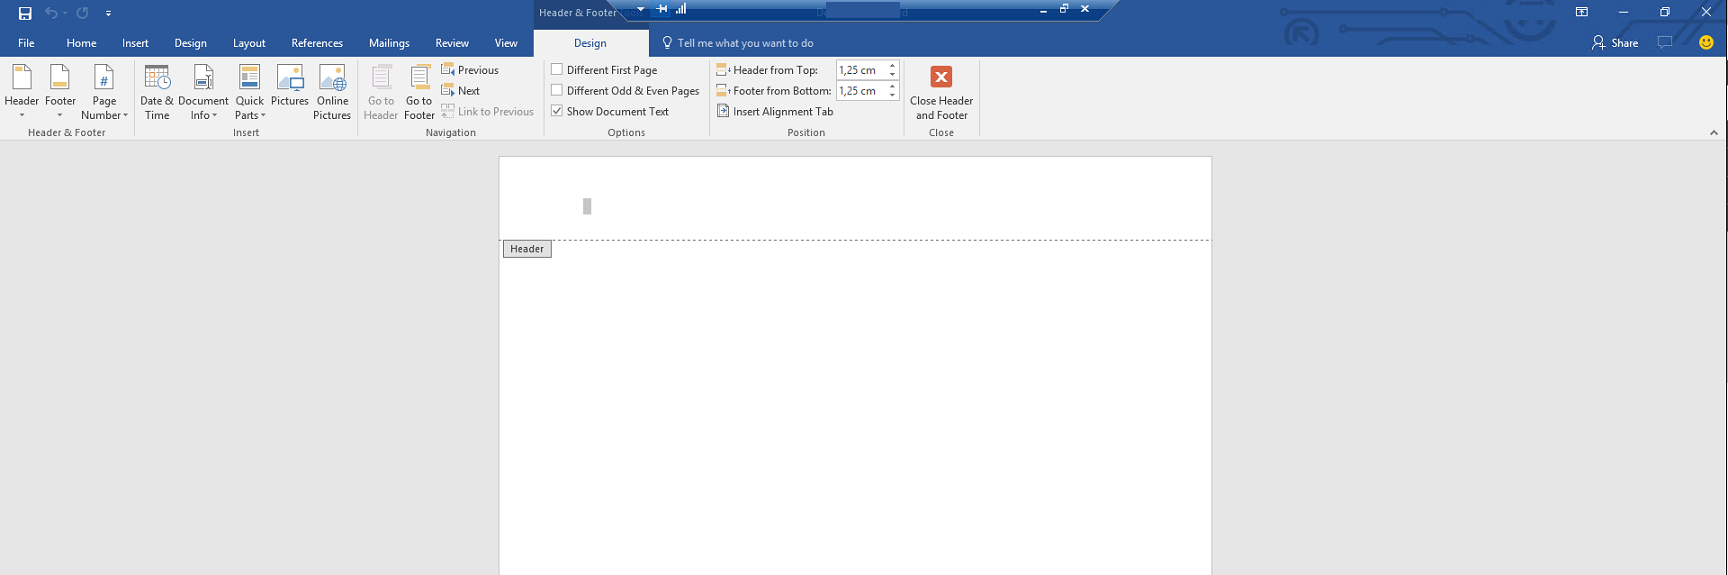 Header & Footer
File Home Insert Design Layout References Mailings Review View Design Tell me what you want to do Share
Header Footer Page Number
Header & Footer
Date & Time Document Info Quick Parts Pictures Online Pictures
Insert
Go to Header Go to Footer Previous
Next
Link to Previous
Navigation
Different First Page
Different Odd & Even Pages
Show Document Text
Options
Header from Top: 1,25 cm
Footer from Bottom: 1,25 cm
Insert Alignment Tab
Position
Close Header and Footer
Close
Header